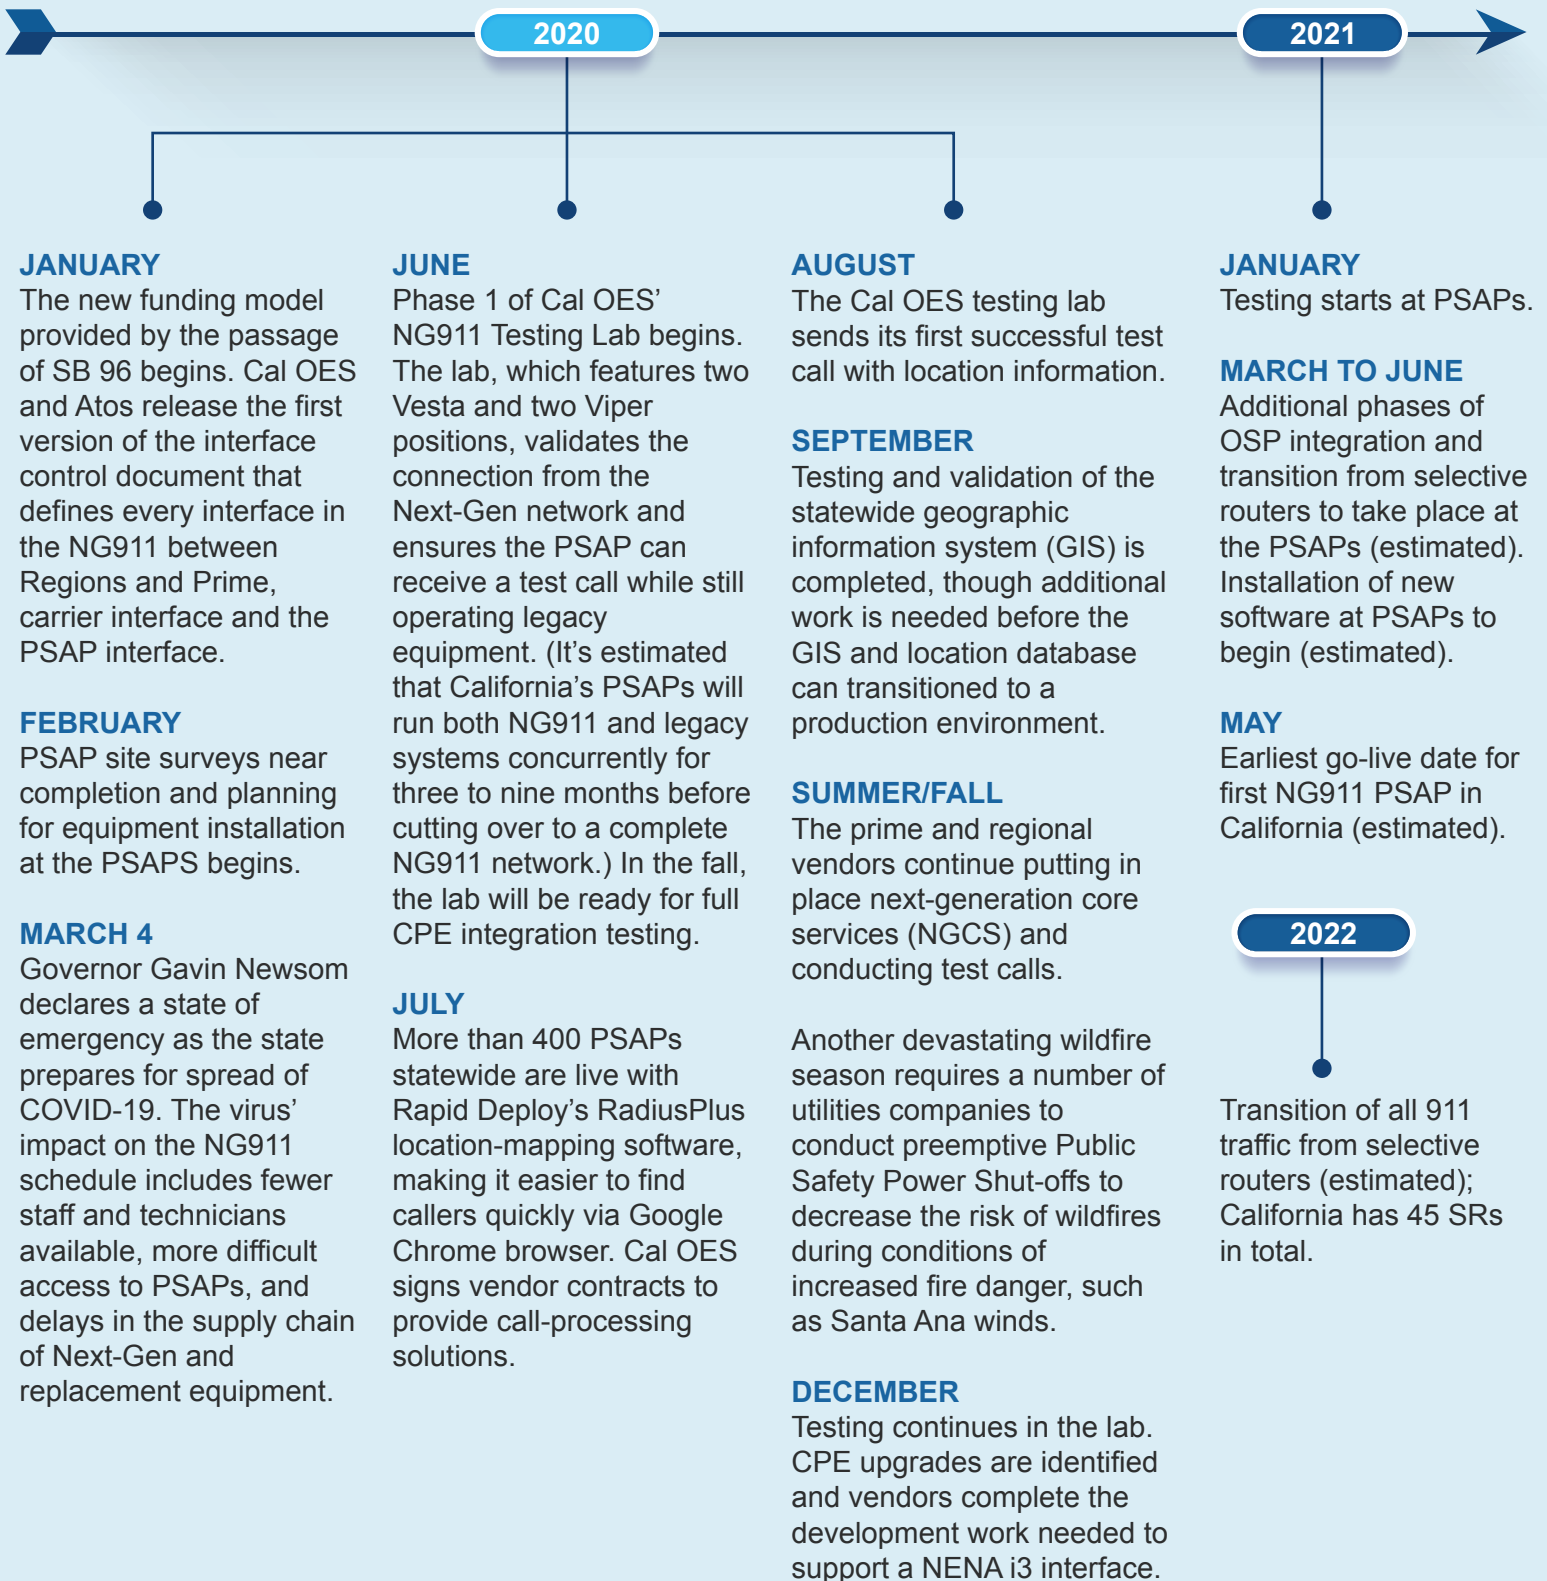 2020
2021
JANUARY
The new funding model
provided by the passage
of SB 96 begins. Cal OES
and Atos release the first
version of the interface
control document that
defines every interface in
the NG911 between
Regions and Prime,
carrier interface and the
PSAP interface.
FEBRUARY
PSAP site surveys near
completion and planning
for equipment installation
at the PSAPS begins.
MARCH 4
Governor Gavin Newsom
declares a state of
emergency as the state
prepares for spread of
COVID-19. The virus’
impact on the NG911
schedule includes fewer
staff and technicians
available, more difficult
access to PSAPs, and
delays in the supply chain
of Next-Gen and
replacement equipment.
JUNE
Phase 1 of Cal OES’
NG911 Testing Lab begins.
The lab, which features two
Vesta and two Viper
positions, validates the
connection from the
Next-Gen network and
ensures the PSAP can
receive a test call while still
operating legacy
equipment. (It’s estimated
that California’s PSAPs will
run both NG911 and legacy
systems concurrently for
three to nine months before
cutting over to a complete
NG911 network.) In the fall,
the lab will be ready for full
CPE integration testing.
JULY
More than 400 PSAPs
statewide are live with
Rapid Deploy’s RadiusPlus
location-mapping software,
making it easier to find
callers quickly via Google
Chrome browser. Cal OES
signs vendor contracts to
provide call-processing
solutions.
AUGUST
The Cal OES testing lab
sends its first successful test
call with location information.
SEPTEMBER
Testing and validation of the
statewide geographic
information system (GIS) is
completed, though additional
work is needed before the
GIS and location database
can transitioned to a
production environment.
SUMMER/FALL
The prime and regional
vendors continue putting in
place next-generation core
services (NGCS) and
conducting test calls.
Another devastating wildfire
season requires a number of
utilities companies to
conduct preemptive Public
Safety Power Shut-offs to
decrease the risk of wildfires
during conditions of
increased fire danger, such
as Santa Ana winds.
DECEMBER
Testing continues in the lab.
CPE upgrades are identified
and vendors complete the
development work needed to
support a NENA i3 interface.
JANUARY
Testing starts at PSAPs.
MARCH TO JUNE
Additional phases of
OSP integration and
transition from selective
routers to take place at
the PSAPs (estimated).
Installation of new
software at PSAPs to
begin (estimated).
MAY
Earliest go-live date for
first NG911 PSAP in
California (estimated).
2022
Transition of all 911
traffic from selective
routers (estimated);
California has 45 SRs
in total.